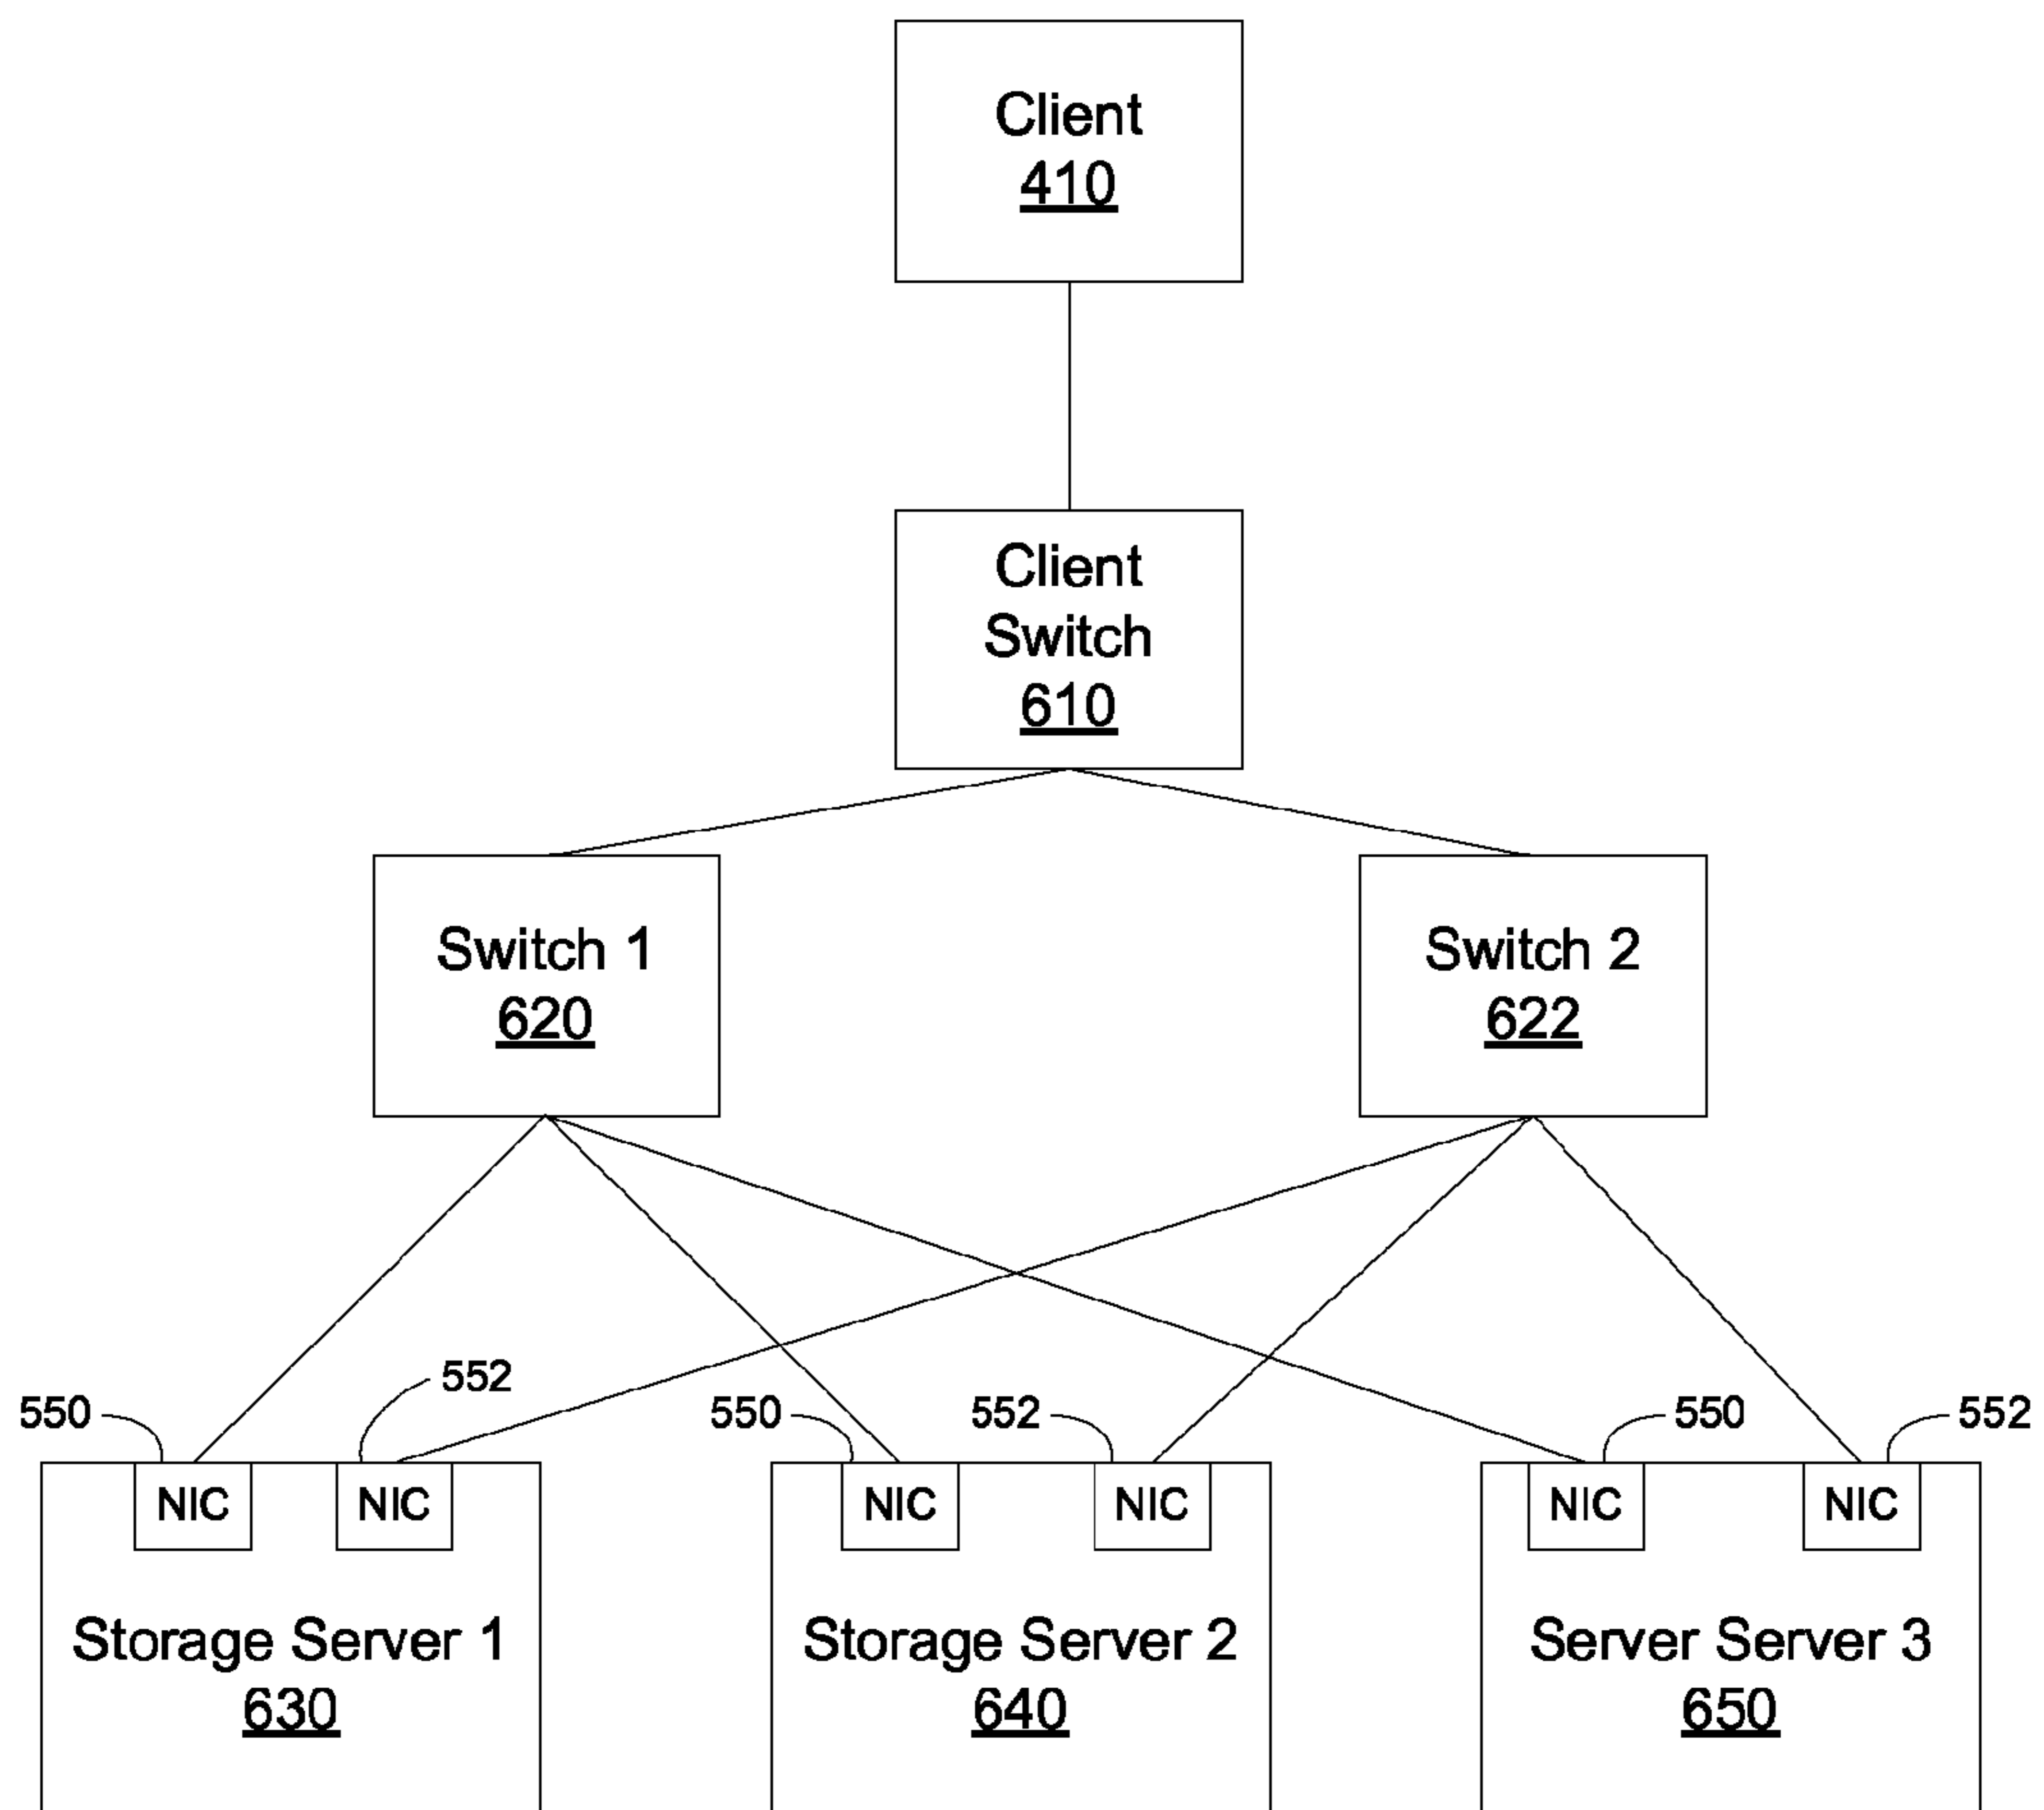 Client
410
Client
Switch
610
Switch 1
620
Switch 2
622
550
552
550
552
550
552
NIC
NIC
NIC
NIC
NIC
NIC
Storage Server 1
630
Storage Server 2
640
Server Server 3
650